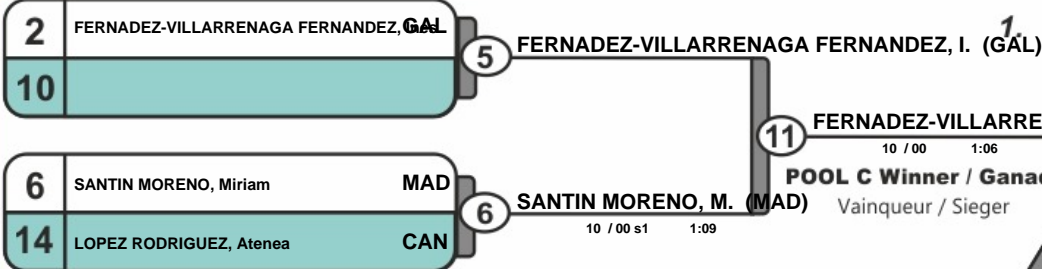 2 FERNADEZ-VILLARRENAGA FERNANDEZ, Ines GAL
1.
5 FERNADEZ-VILLARRENAGA FERNANDEZ, I. (GAL)
10
11 FERNADEZ-VILLARRE
10 / 00 1:06
POOL C Winner / Ganad
Vainqueur / Sieger
6 SANTIN MORENO, Miriam MAD
6 SANTIN MORENO, M. (MAD)
10 / 00 s1 1:09
14 LOPEZ RODRIGUEZ, Atenea CAN